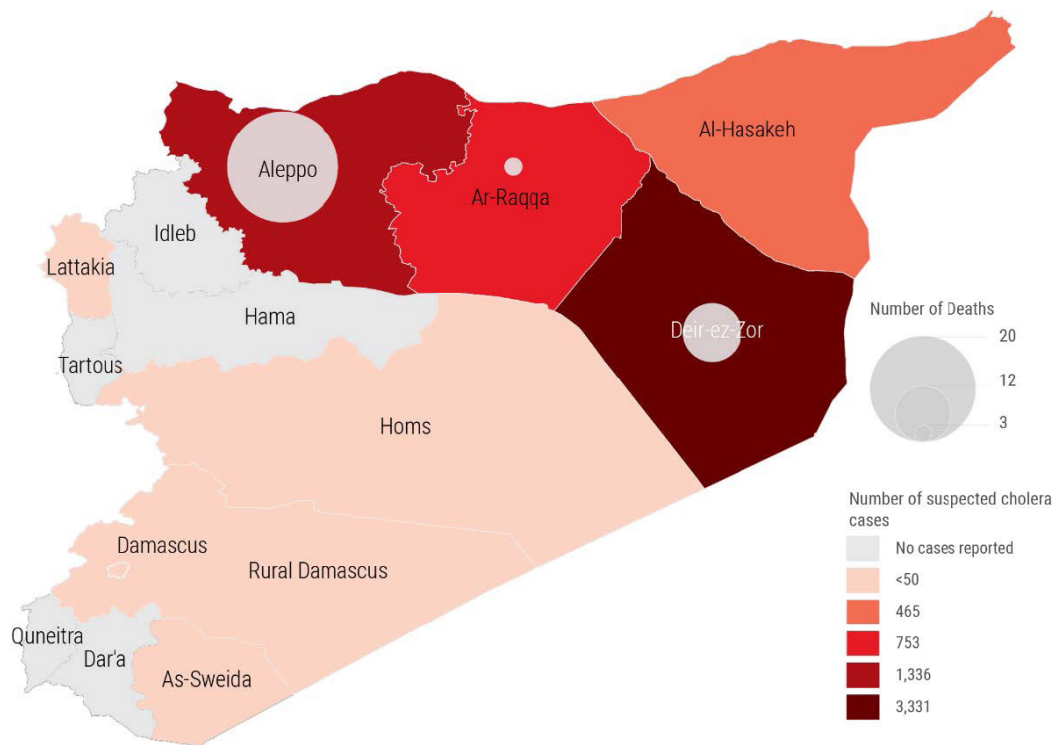 Al-Hasakeh
Aleppo
Ar-Raqqa
Idleb
Lattakia
Hama
Deir-ez-Zor
Tartous
Homs
Damascus
Rural Damascus
Quneitra
Dar'a
As-Sweida
Number of Deaths
20
12
3
Number of suspected cholera
cases
No cases reported
<50
465
753
1,336
3,331